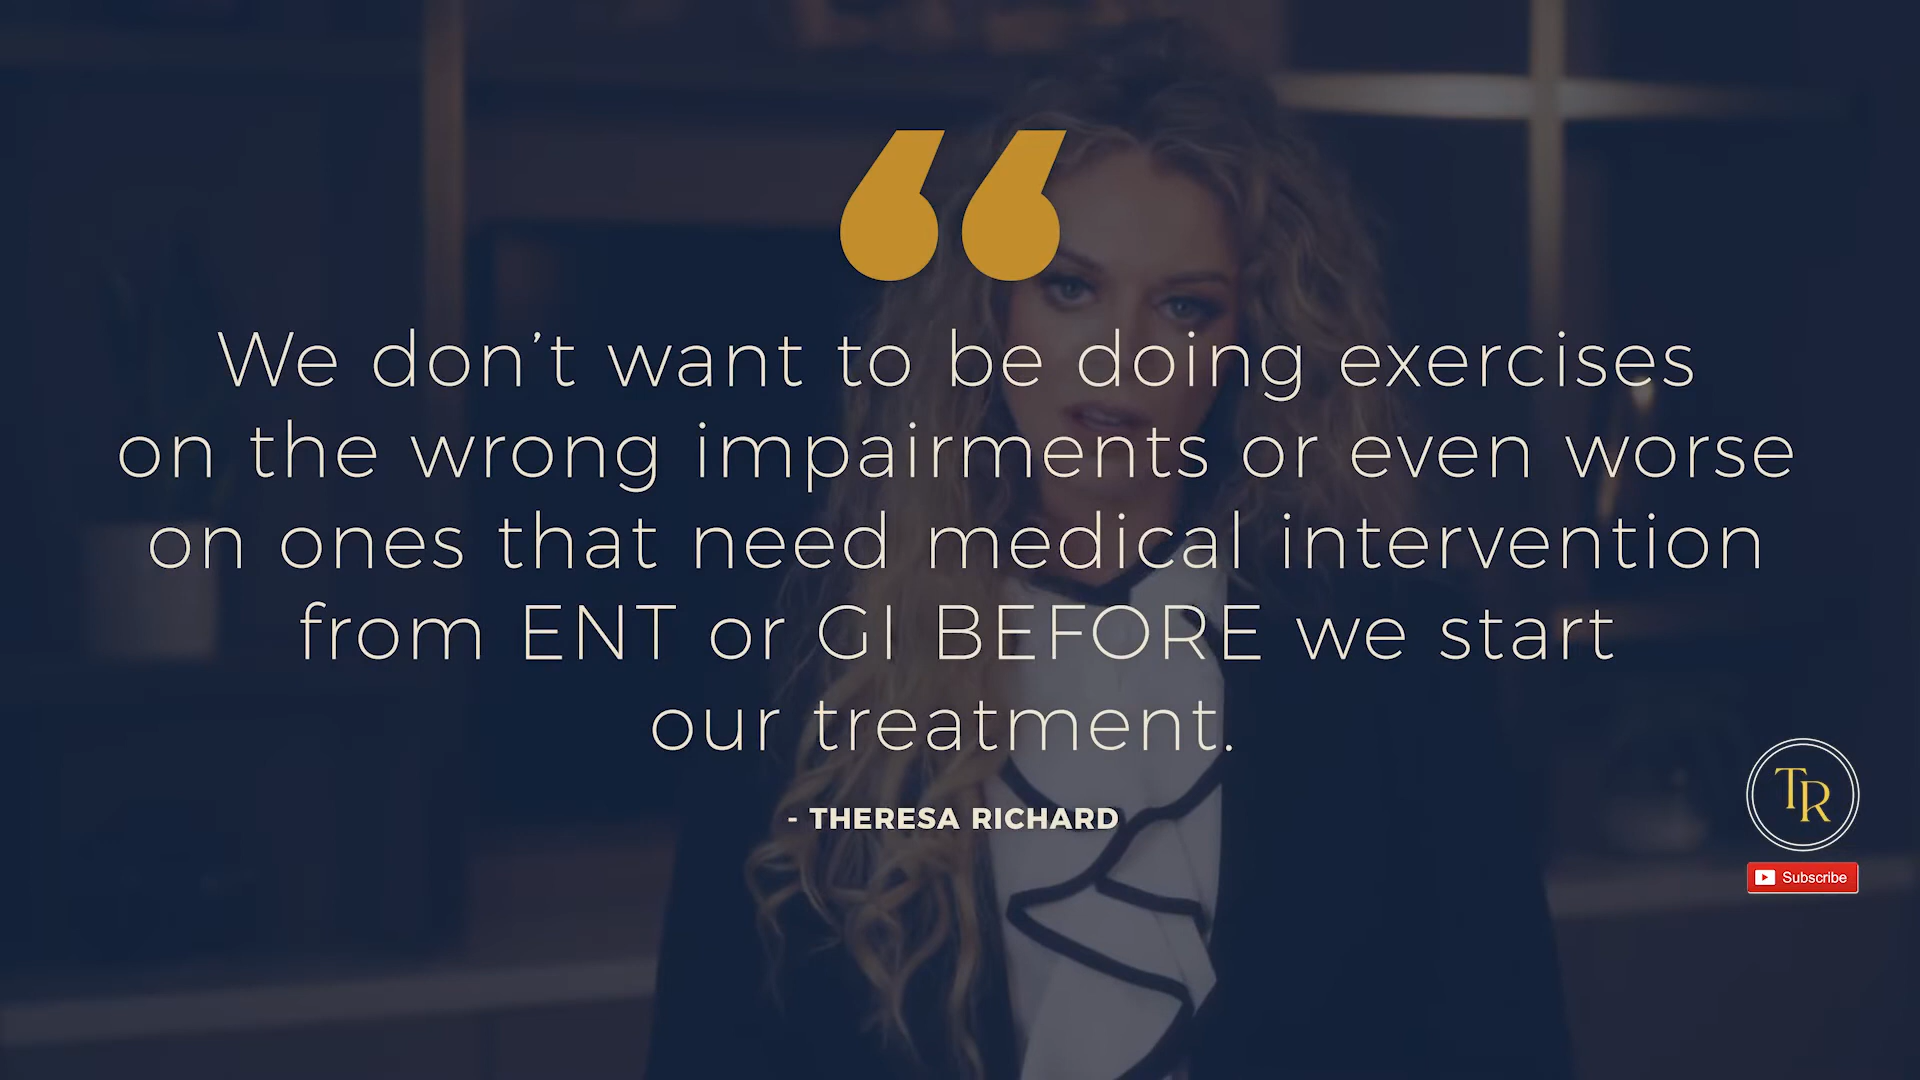 “
We don’t want to be doing exercises
on the wrong impairments or even worse
on ones that need medical intervention
from ENT or GI BEFORE we start
our treatment.
- THERESA RICHARD
TR
Subscribe